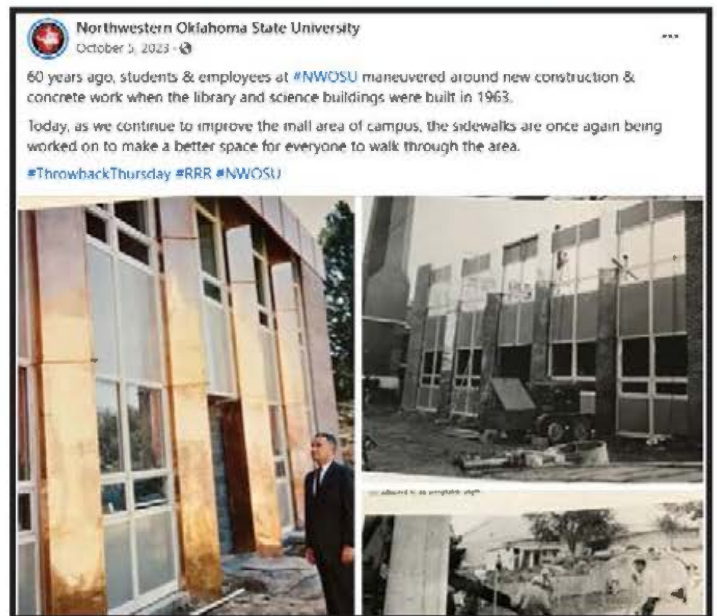 Northwestern Oklahoma State University
October 5, 2023 ·
60 years ago, students & employees at #NWOSU maneuvered around new construction &
concrete work when the library and science buildings were built in 1963.
Today, as we continue to improve the mall area of campus, the sidewalks are once again being
worked on to make a better space for everyone to walk through the area.
#ThrowbackThursday #RRR #NWOSU